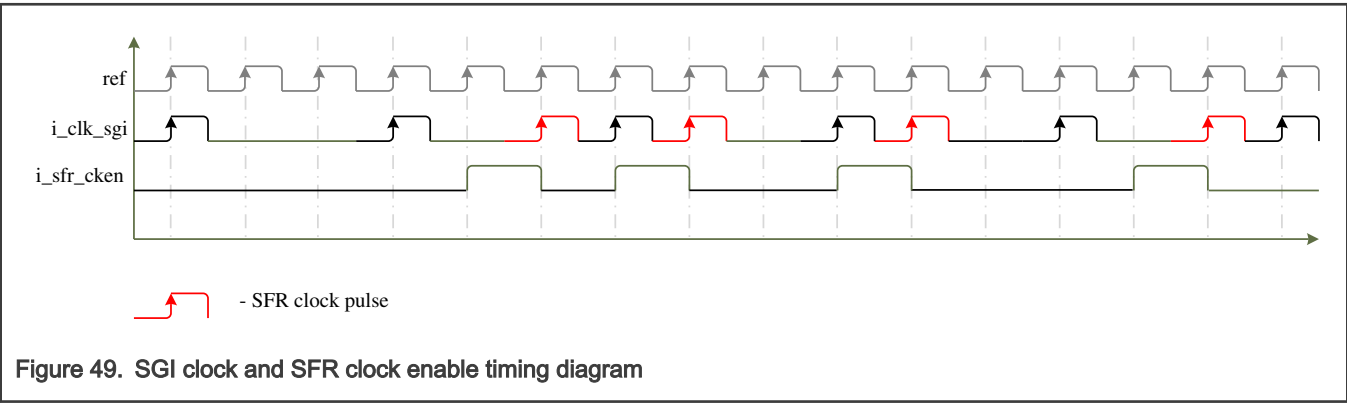 ref
i_clk_sgi
i_sfr_cken
- SFR clock pulse
Figure 49. SGI clock and SFR clock enable timing diagram